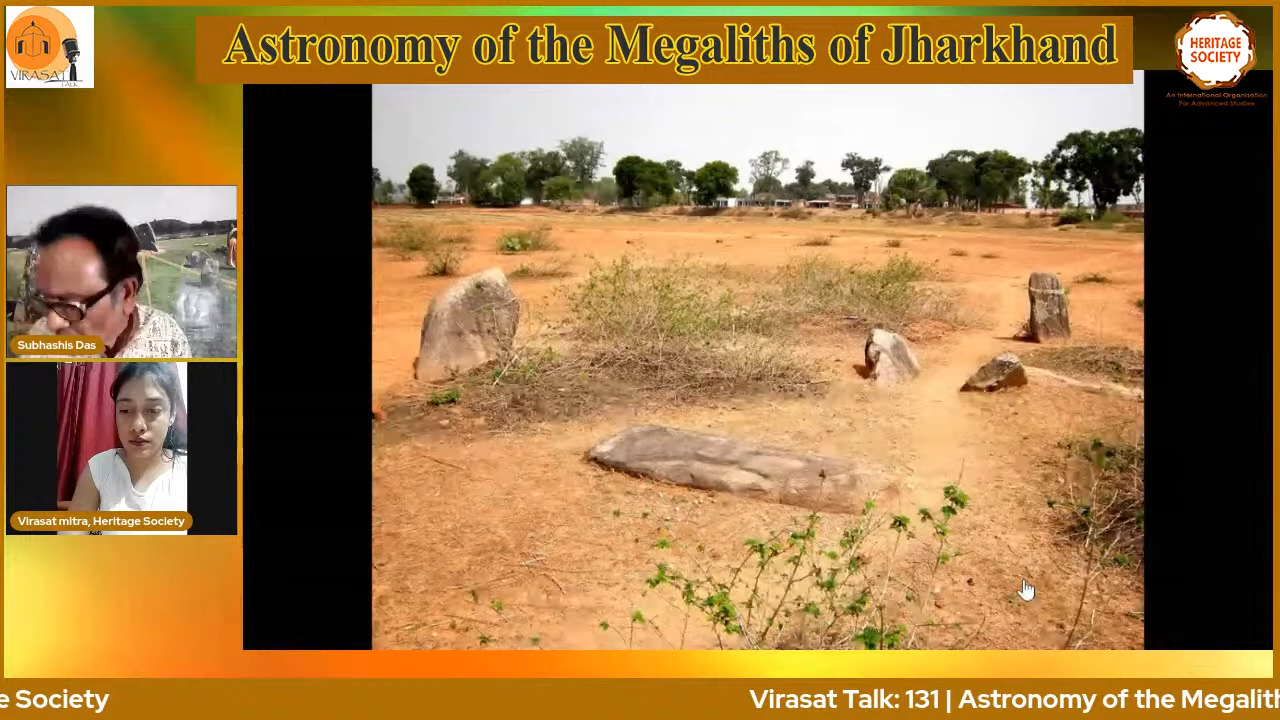 Astronomy of the Megaliths of Jharkhand
VIRASAT
TALK
HERITAGE
SOCIETY
An International Organisation
For Advanced Studies
Subhashis Das
Virasat mitra, Heritage Society
e Society
Virasat Talk: 131 | Astronomy of the Megalith